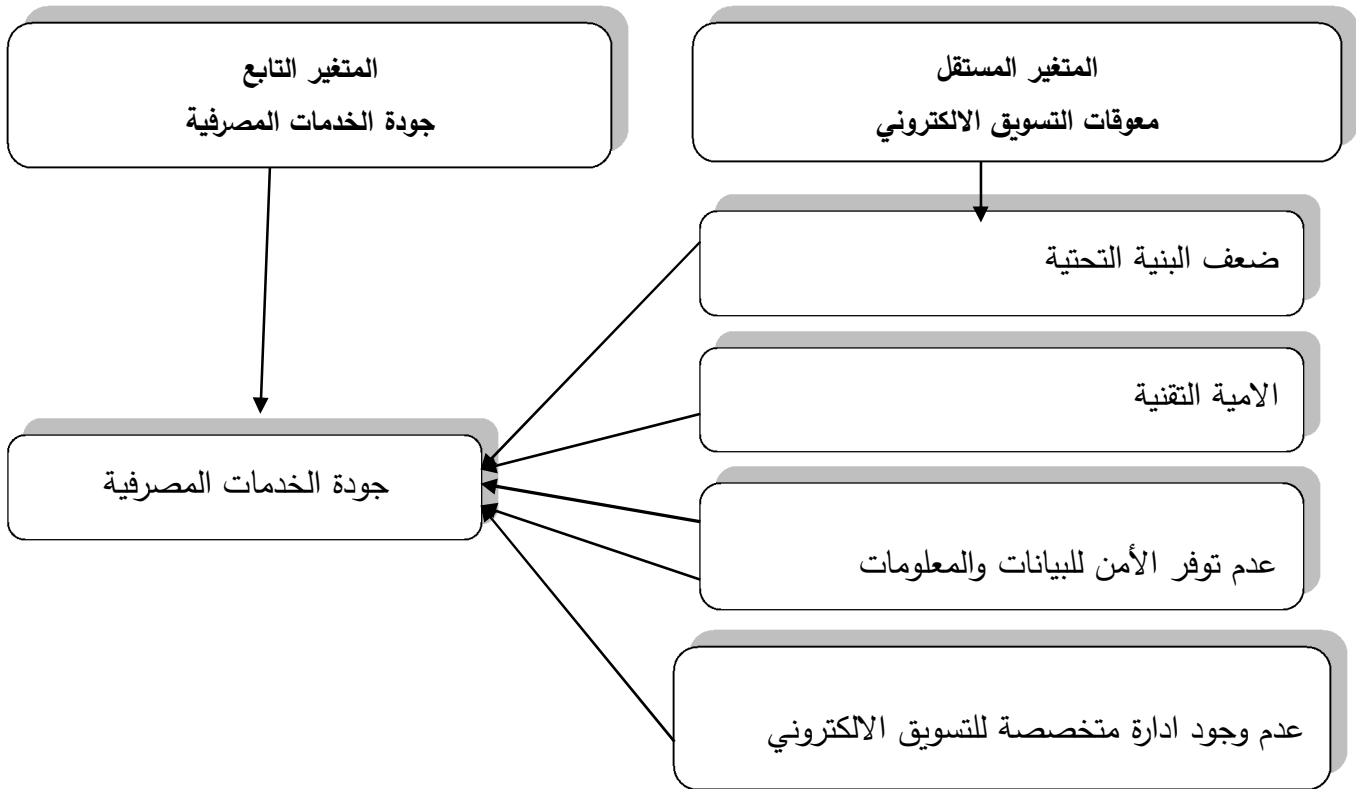 المتغير المستقل
معوقات التسويق الالكتروني
المتغير التابع
جودة الخدمات المصرفية
ضعف البنية التحتية
الامية التقنية
جودة الخدمات المصرفية
عدم توفر الأمن للبيانات والمعلومات
عدم وجود ادارة متخصصة للتسويق الالكتروني